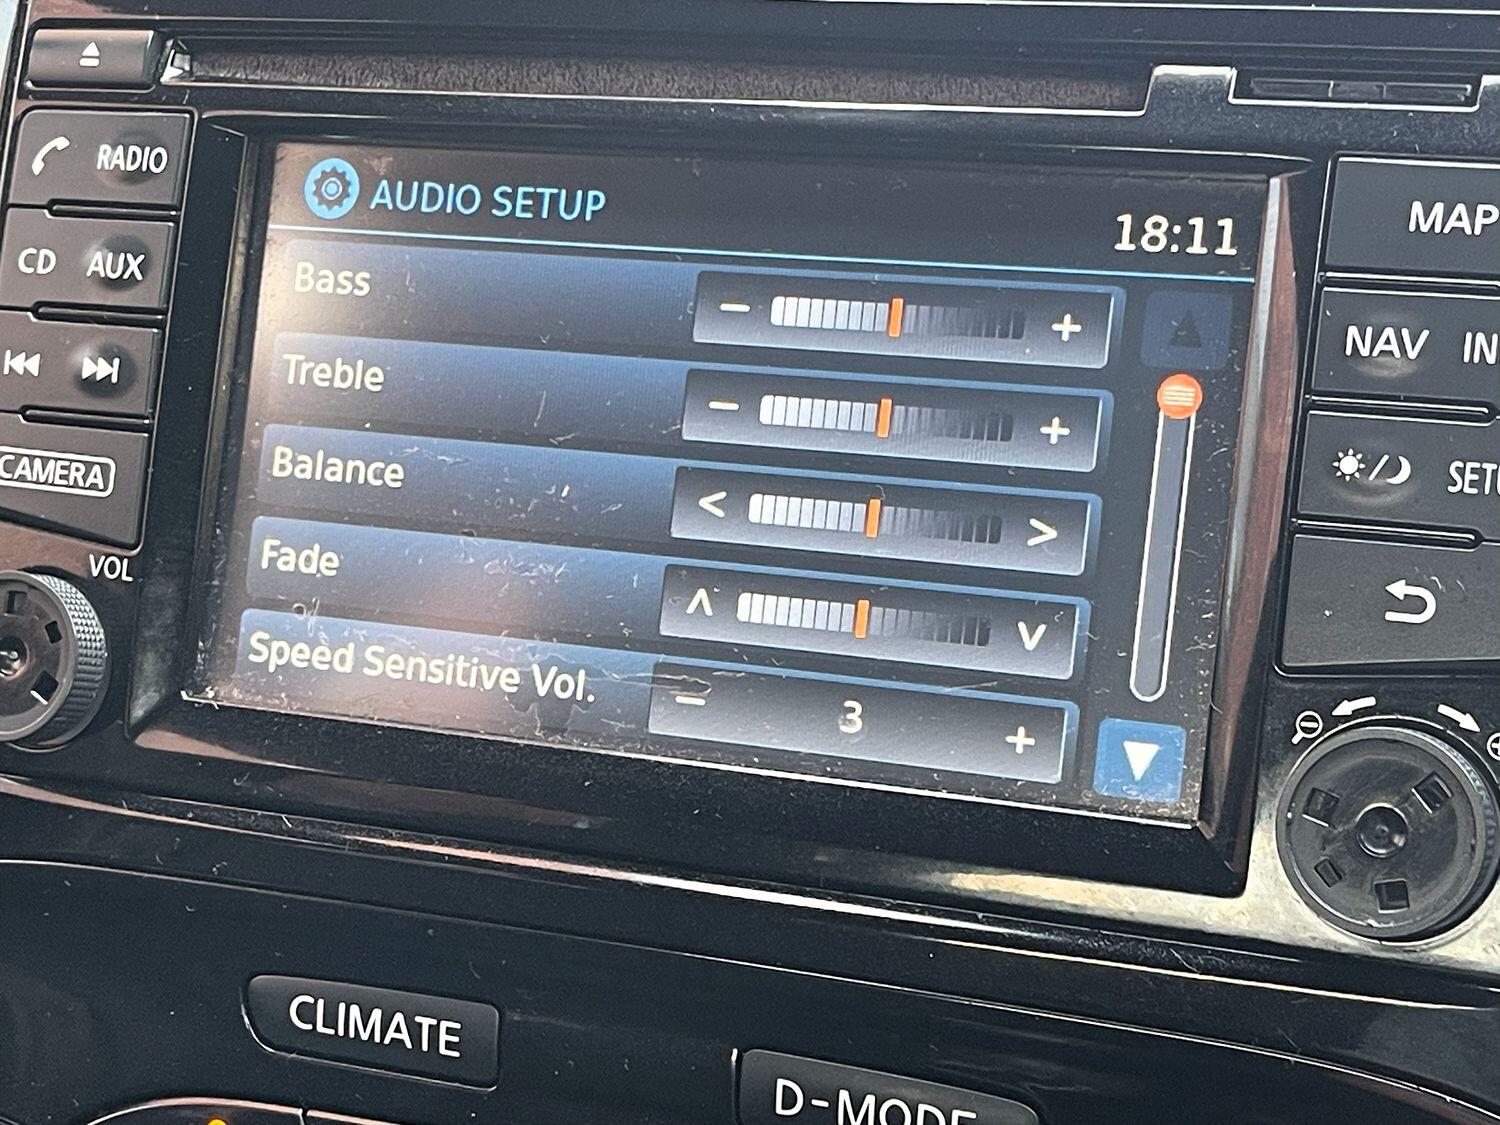 RADIO
CD AUX
CAMERA
VOL
AUDIO SETUP
18:11
Bass
- +
Treble
- +
Balance
< >
Fade
Speed Sensitive Vol.
- 3 +
MAP
NAV
CLIMATE
D-MODE